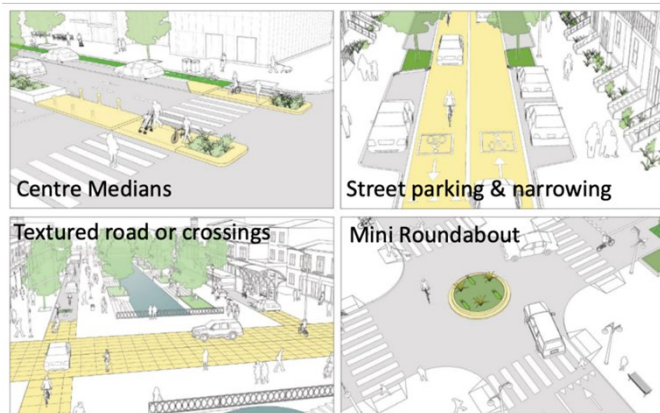 Centre Medians
Street parking & narrowing
Textured road or crossings
Mini Roundabout